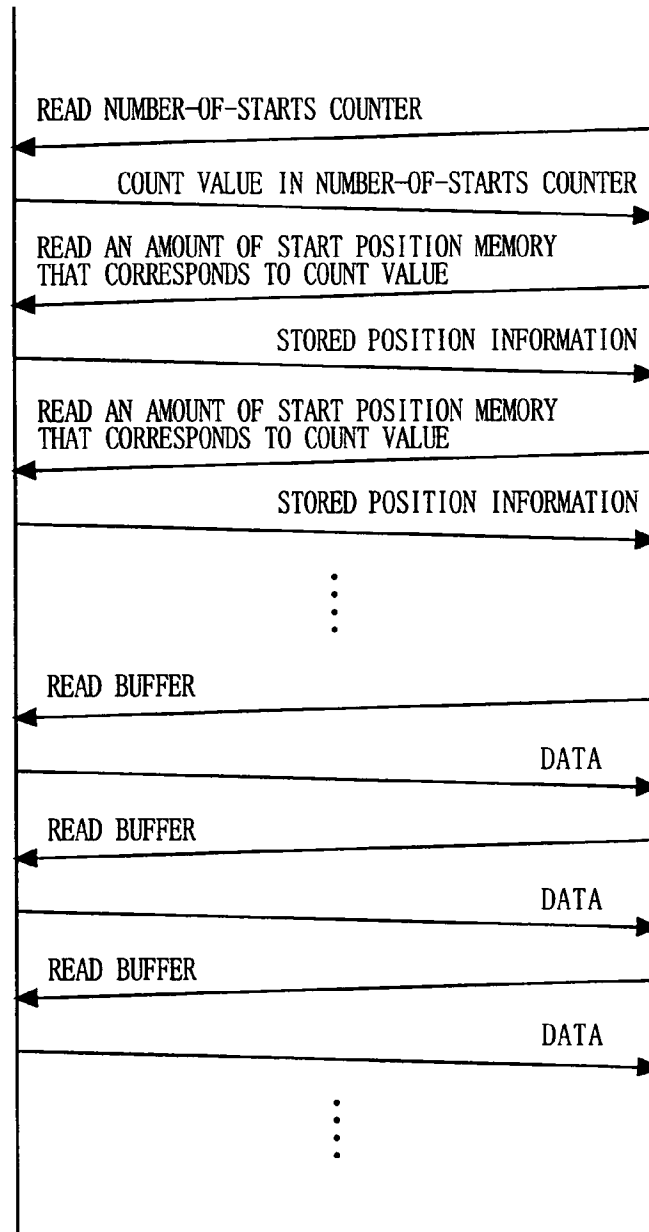 READ NUMBER-OF-STARTS COUNTER
COUNT VALUE IN NUMBER-OF-STARTS COUNTER
READ AN AMOUNT OF START POSITION MEMORY
THAT CORRESPONDS TO COUNT VALUE
STORED POSITION INFORMATION
READ AN AMOUNT OF START POSITION MEMORY
THAT CORRESPONDS TO COUNT VALUE
STORED POSITION INFORMATION
READ BUFFER
DATA
READ BUFFER
DATA
READ BUFFER
DATA